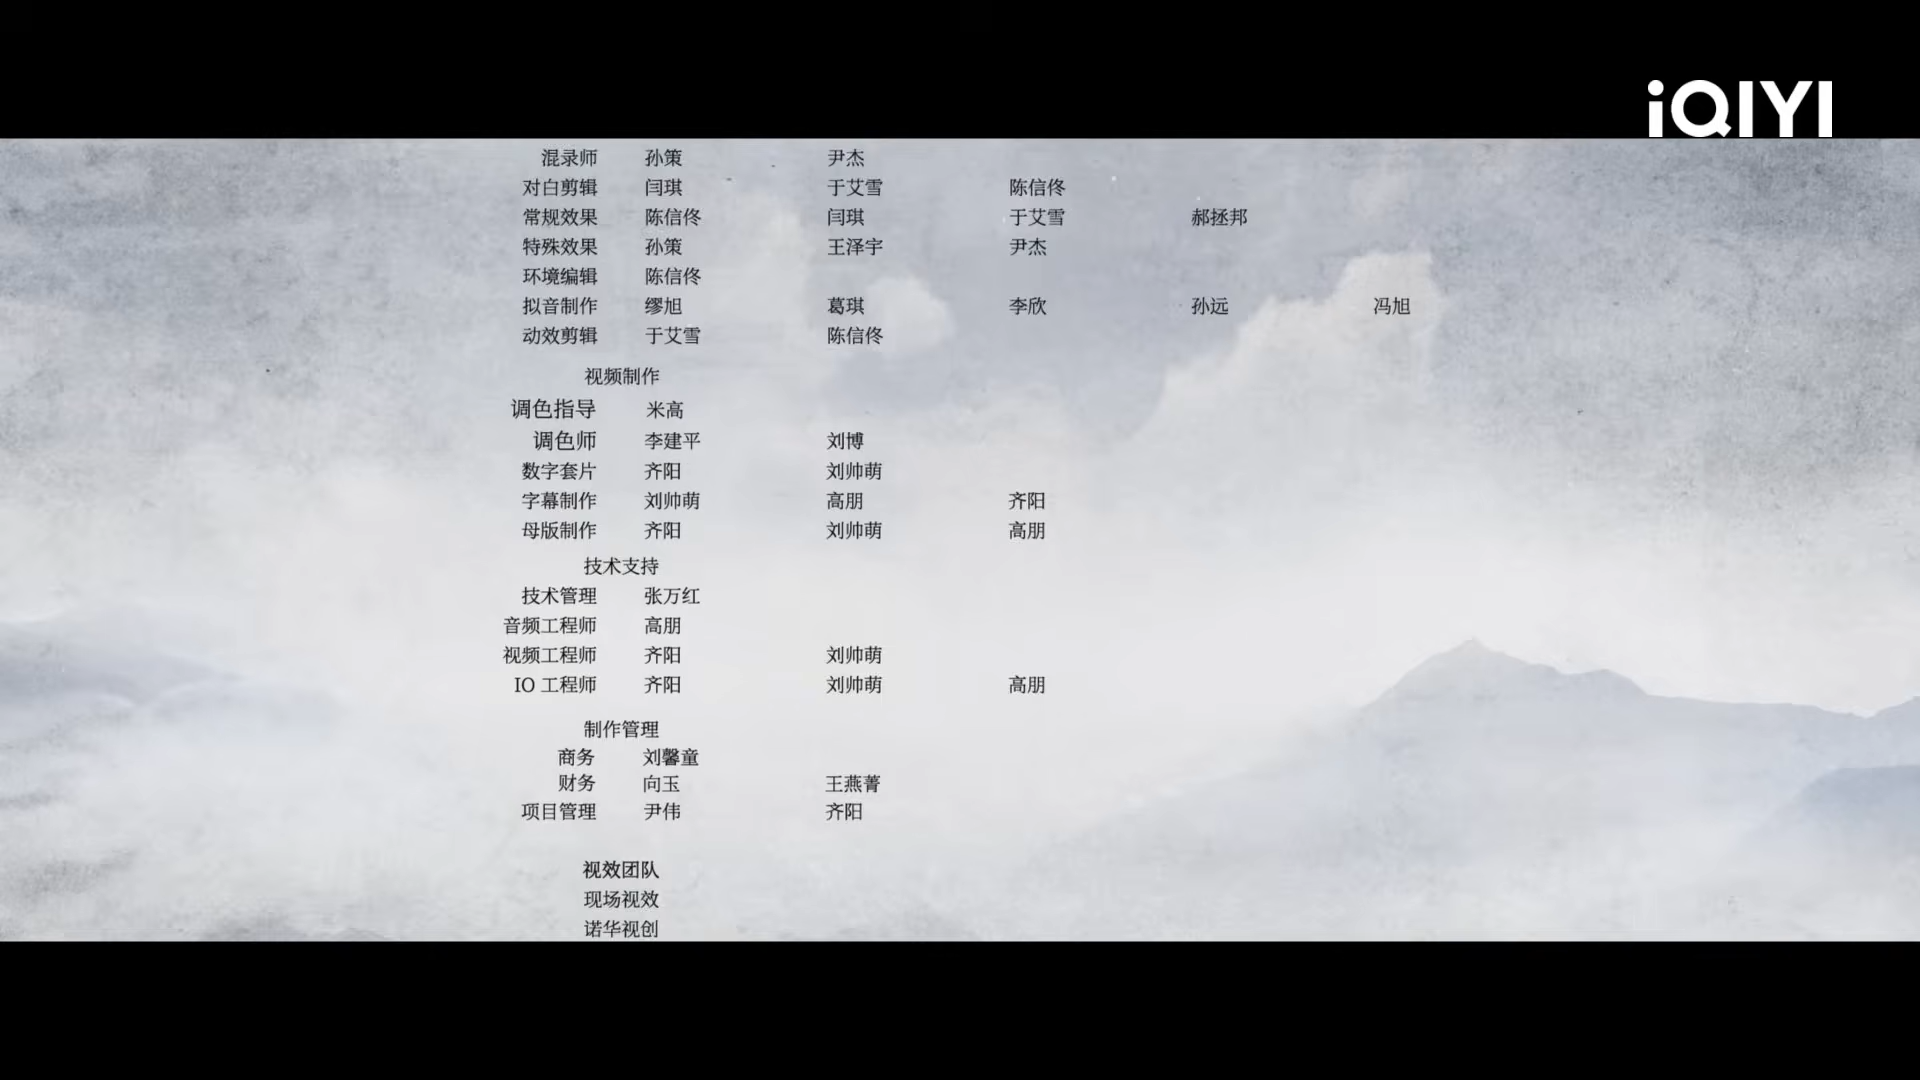 iQIYI
混录师 孙策 尹杰
对白剪辑 闫琪 于艾雪 陈信佟
常规效果 陈信佟 闫琪 于艾雪 郝拯邦
特殊效果 孙策 王泽宇 尹杰
环境编辑 陈信佟
拟音制作 缪旭 葛琪 李欣 孙远 冯旭
动效剪辑 于艾雪 陈信佟
视频制作
调色指导 米高
调色师 李建平 刘博
数字套片 齐阳 刘帅萌
字幕制作 刘帅萌 高朋 齐阳
母版制作 齐阳 刘帅萌 高朋
技术支持
技术管理 张万红
音频工程师 高朋
视频工程师 齐阳 刘帅萌
IO 工程师 齐阳 刘帅萌 高朋
制作管理
商务 刘馨童
财务 向玉 王燕菁
项目管理 尹伟 齐阳
视效团队
现场视效
诺华视创